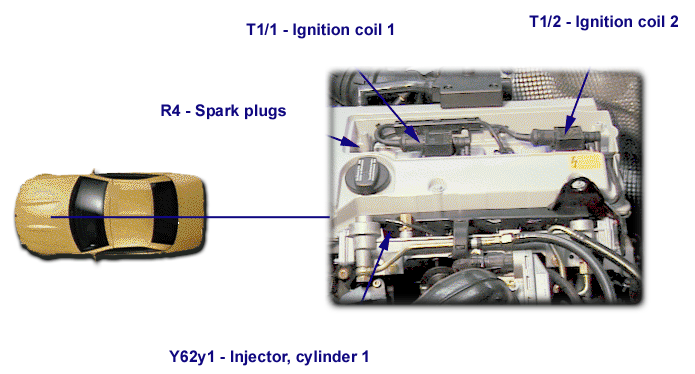 T1/1 - Ignition coil 1
T1/2 - Ignition coil 2
R4 - Spark plugs
Y62y1 - Injector, cylinder 1